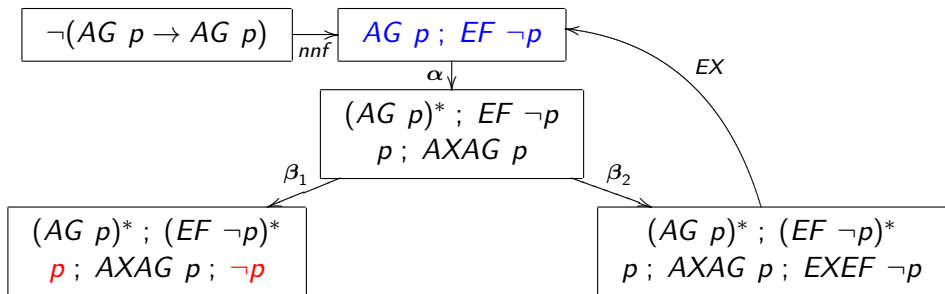 ¬(AG p → AG p)
nnf
AG p ; EF ¬p
EX
α
(AG p)* ; EF ¬p
p ; AXAG p
β₁
β₂
(AG p)* ; (EF ¬p)*
p ; AXAG p ; ¬p
(AG p)* ; (EF ¬p)*
p ; AXAG p ; EXEF ¬p